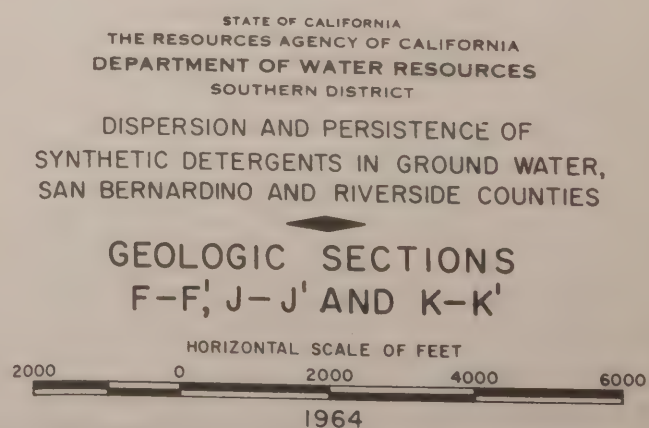 STATE OF CALIFORNIA
THE RESOURCES AGENCY OF CALIFORNIA
DEPARTMENT OF WATER RESOURCES
SOUTHERN DISTRICT
DISPERSION AND PERSISTENCE OF
SYNTHETIC DETERGENTS IN GROUND WATER,
SAN BERNARDINO AND RIVERSIDE COUNTIES
GEOLOGIC SECTIONS
F-F', J-J' AND K-K'
HORIZONTAL SCALE OF FEET
2000 0 2000 4000 6000
1964